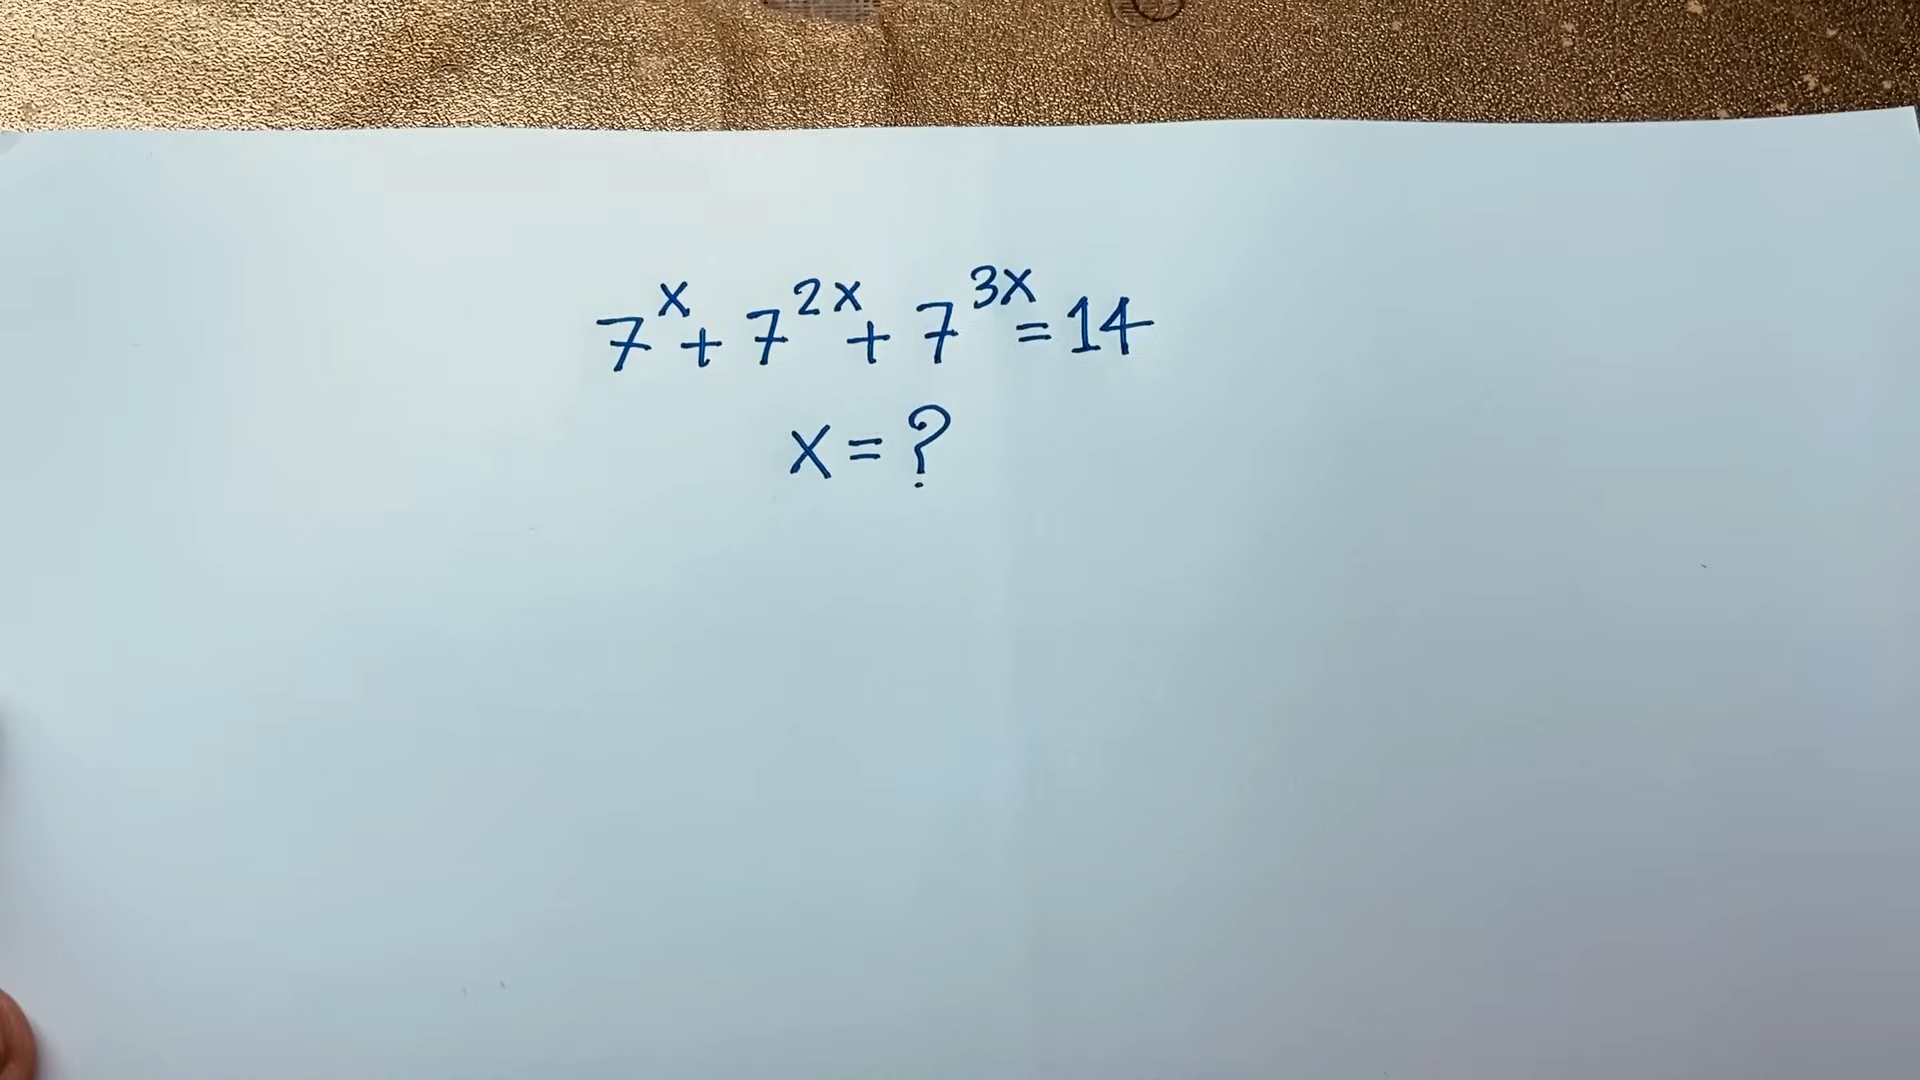 7^x + 7^2x + 7^3x = 14
x = ?